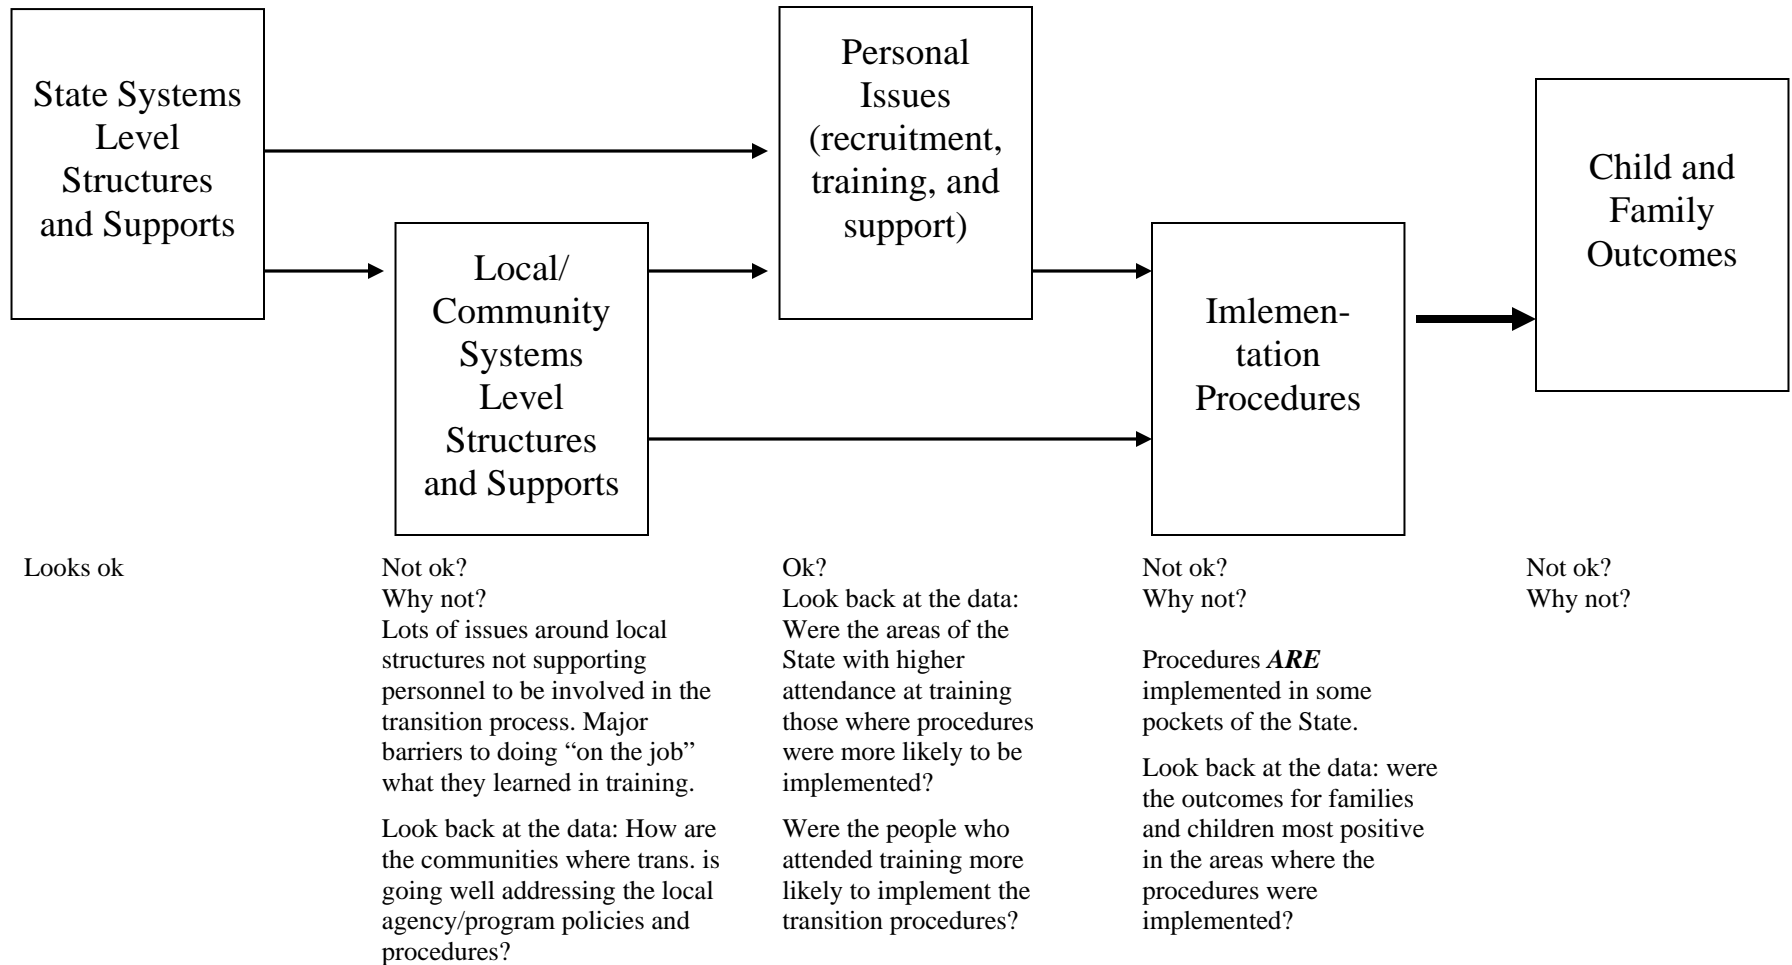 State Systems
Level
Structures
and Supports
Local/
Community
Systems
Level
Structures
and Supports
Personal
Issues
(recruitment,
training, and
support)
Imlemen-
tation
Procedures
Child and
Family
Outcomes
Looks ok
Not ok?
Why not?
Lots of issues around local
structures not supporting
personnel to be involved in the
transition process. Major
barriers to doing “on the job”
what they learned in training.
Look back at the data: How are
the communities where trans. is
going well addressing the local
agency/program policies and
procedures?
Ok?
Look back at the data:
Were the areas of the
State with higher
attendance at training
those where procedures
were more likely to be
implemented?
Were the people who
attended training more
likely to implement the
transition procedures?
Not ok?
Why not?
Procedures ARE
implemented in some
pockets of the State.
Look back at the data: were
the outcomes for families
and children most positive
in the areas where the
procedures were
implemented?
Not ok?
Why not?